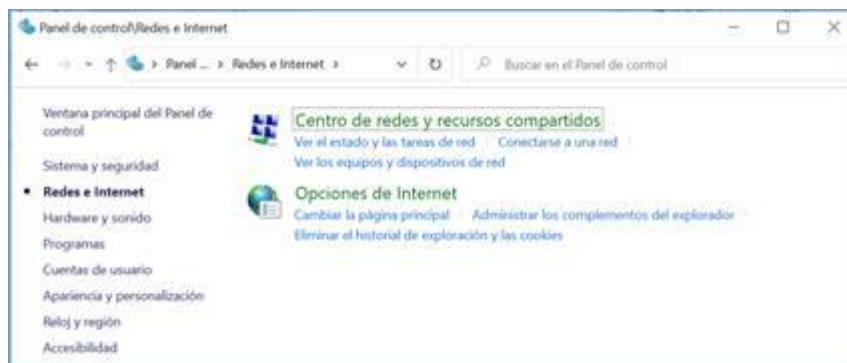 Panel de control\Redes e Internet
Panel ... > Redes e Internet >
Buscar en el Panel de control
Ventana principal del Panel de
control
Sistema y seguridad
Redes e Internet
Hardware y sonido
Programas
Cuentas de usuario
Apariencia y personalización
Reloj y región
Accesibilidad
Centro de redes y recursos compartidos
Ver el estado y las tareas de red | Conectarse a una red
Ver los equipos y dispositivos de red
Opciones de Internet
Cambiar la página principal | Administrar los complementos del explorador
Eliminar el historial de exploración y las cookies